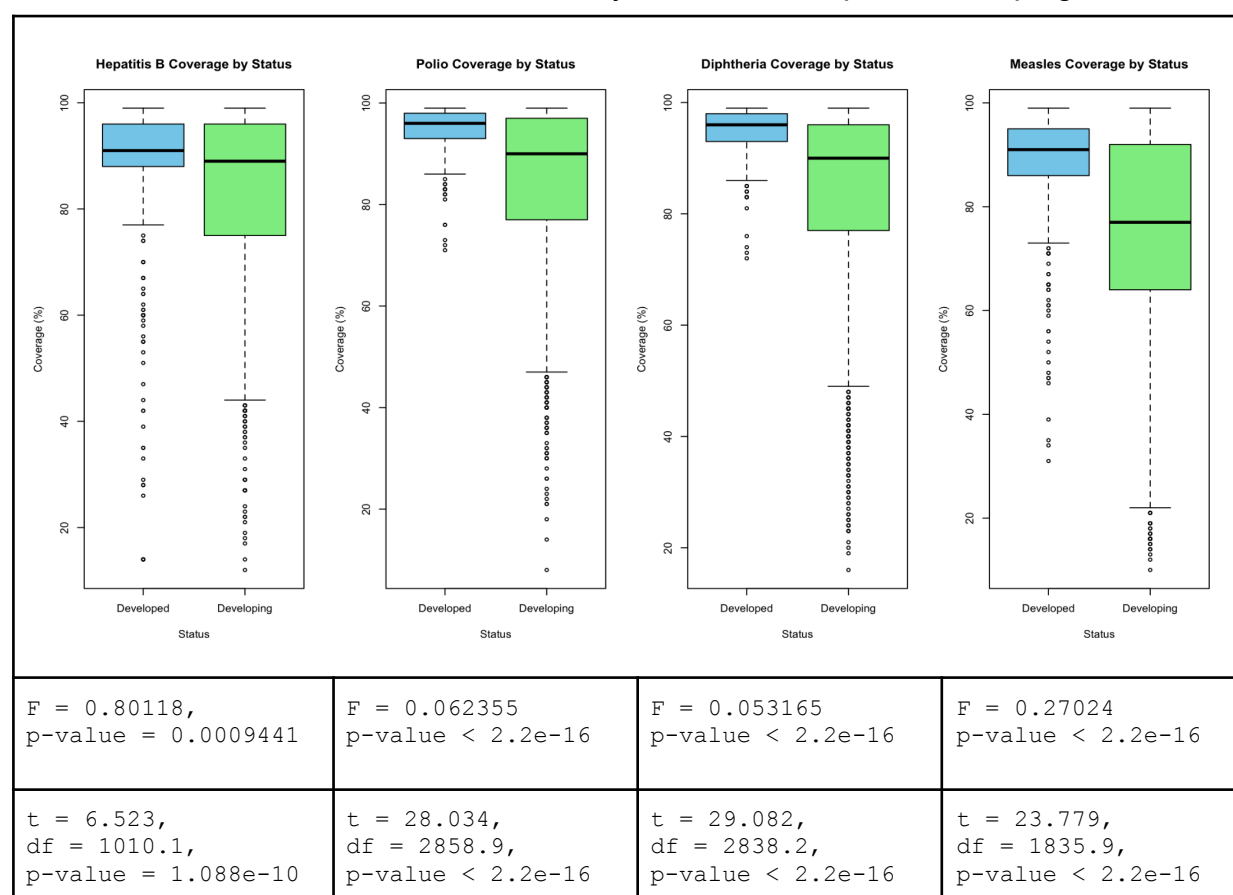 Hepatitis B Coverage by Status
Polio Coverage by Status
Diphtheria Coverage by Status
Measles Coverage by Status
Coverage (%)
100
80
60
40
20
Developed
Developing
Status
Coverage (%)
100
80
60
40
20
Developed
Developing
Status
Coverage (%)
100
80
60
40
20
Developed
Developing
Status
Coverage (%)
100
80
60
40
20
Developed
Developing
Status
F = 0.80118,
p-value = 0.0009441
F = 0.062355
p-value < 2.2e-16
F = 0.053165
p-value < 2.2e-16
F = 0.27024
p-value < 2.2e-16
t = 6.523,
df = 1010.1,
p-value = 1.088e-10
t = 28.034,
df = 2858.9,
p-value < 2.2e-16
t = 29.082,
df = 2838.2,
p-value < 2.2e-16
t = 23.779,
df = 1835.9,
p-value < 2.2e-16